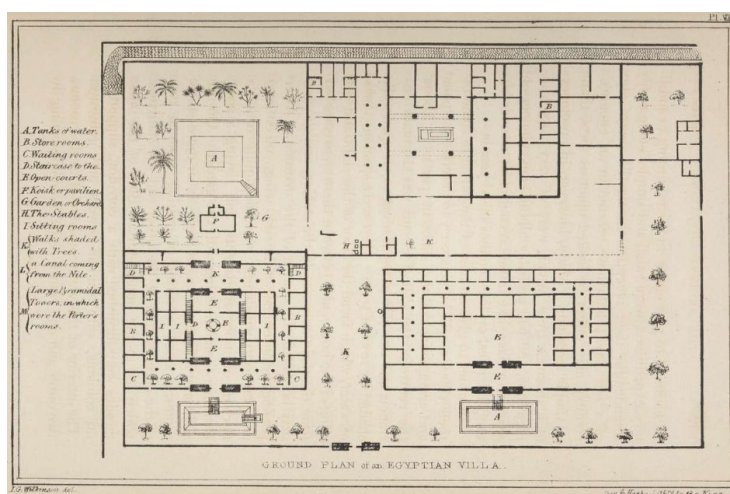 Pl. VI
A, Tanks of water.
B, Store rooms.
C, Waiting rooms
D, Staircase to the
E, Open courts.
F, Keisk or pavilion.
G, Garden or Orchard
H, The Stables.
I, Sitting rooms
K, Walks shaded
with Trees.
L, a Canal coming
from the Nile.
M, Large Pyramidal
Towers, in which
were the Porter's
rooms.
A
B
B
F
G
H
K
D
K
D
E
I
I
D
B
I
B
B
E
C
C
K
E
E
A
GROUND PLAN of an EGYPTIAN VILLA.
J.G. Wilkinson del.